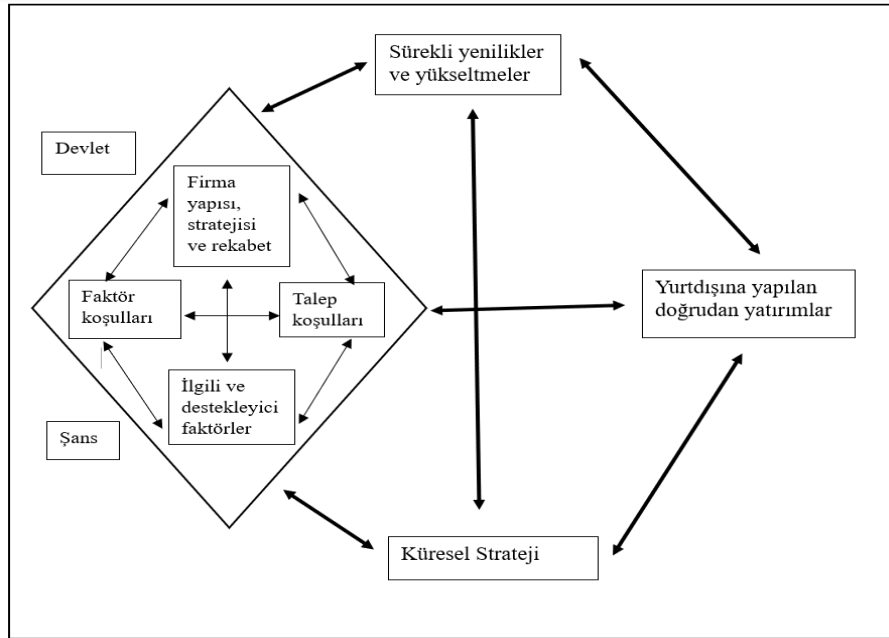 Sürekli yenilikler
ve yükseltmeler
Devlet
Firma
yapısı,
stratejisi
ve rekabet
Faktör
koşulları
Talep
koşulları
Yurtdışına yapılan
doğrudan yatırımlar
İlgili ve
destekleyici
faktörler
Şans
Küresel Strateji